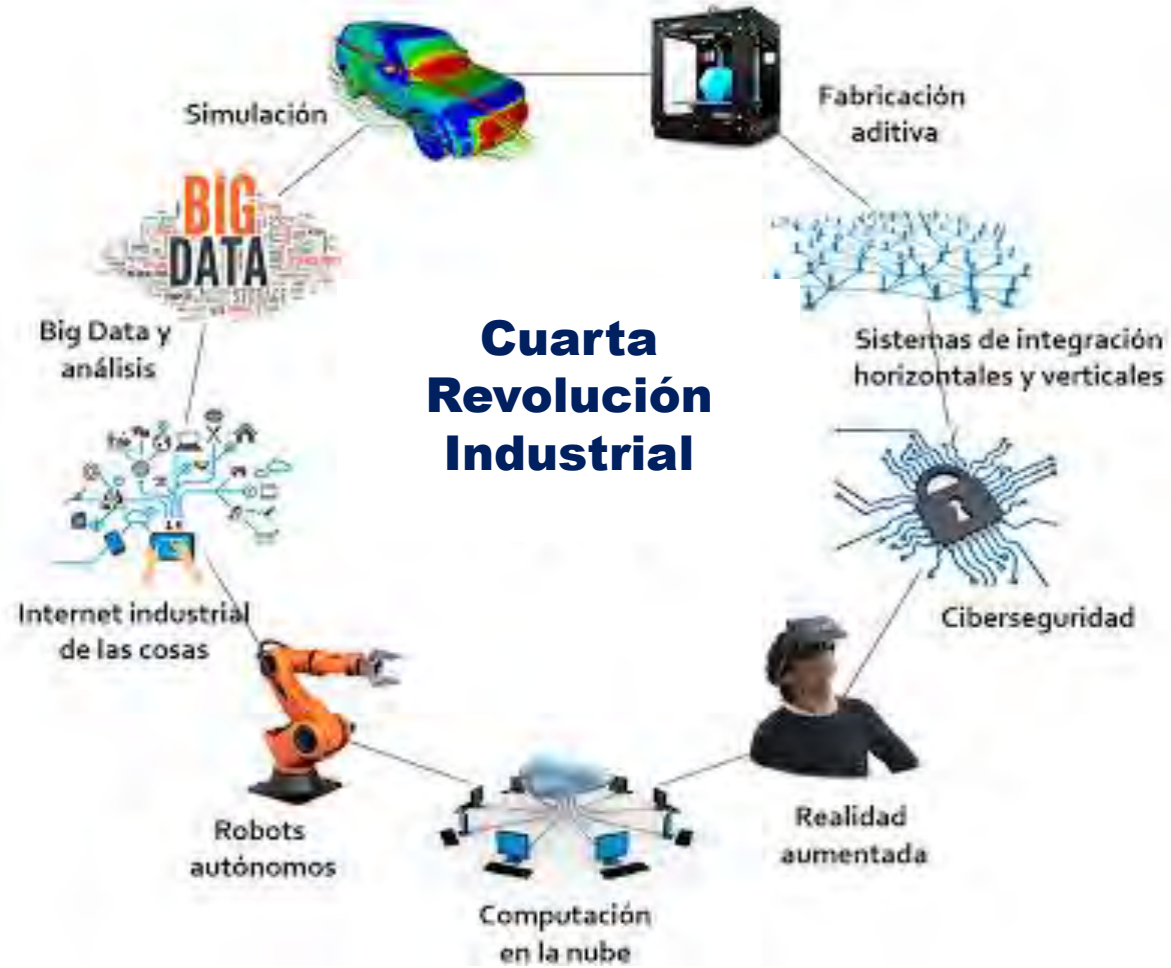 Simulación
Fabricación
aditiva
BIG
DATA
Big Data y
análisis
Cuarta
Revolución
Industrial
Sistemas de integración
horizontales y verticales
Internet industrial
de las cosas
Ciberseguridad
Robots
autónomos
Realidad
aumentada
Computación
en la nube